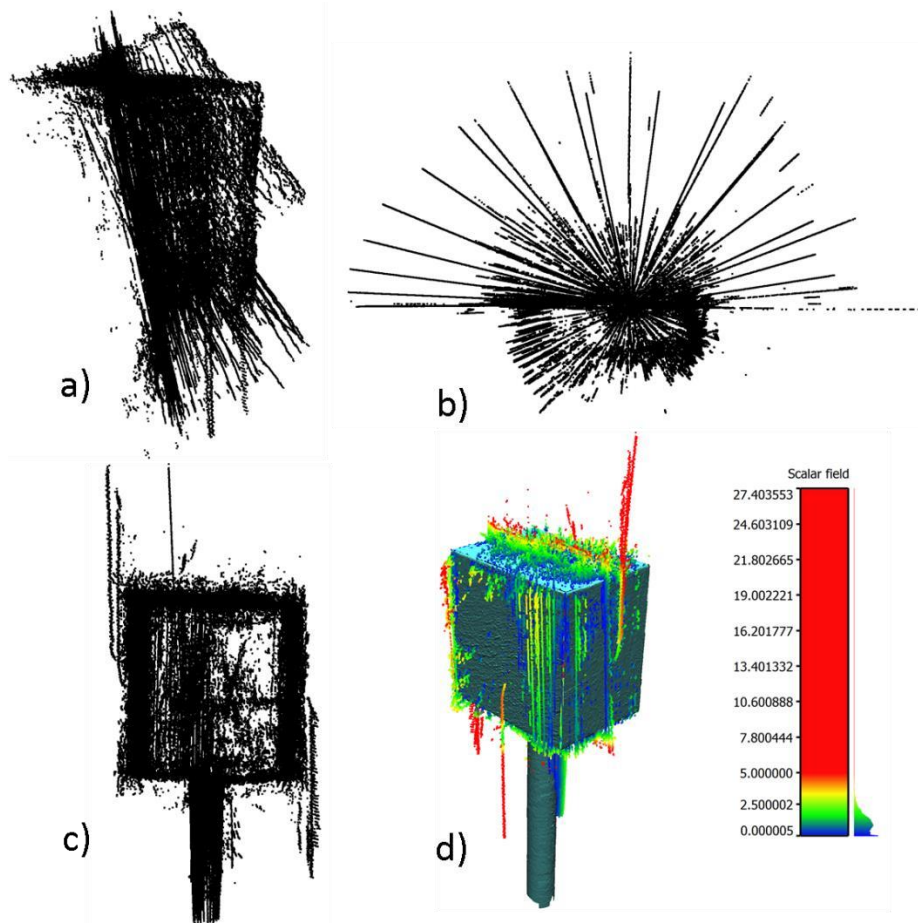 a)
b)
c)
d)
Scalar field
27.403553
24.603109
21.802665
19.002221
16.201777
13.401332
10.600888
7.800444
5.000000
2.500002
0.000005